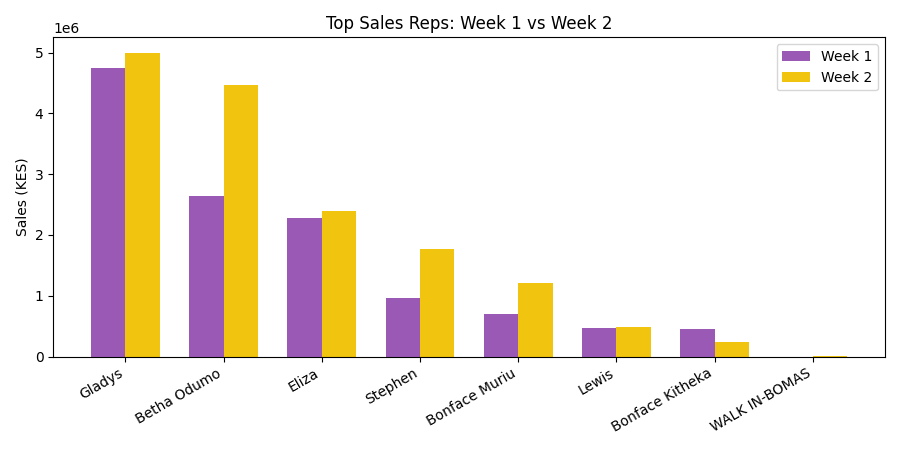 Top Sales Reps: Week 1 vs Week 2
1e6
Week 1
Week 2
Sales (KES)
5
4
3
2
1
0
Gladys
Betha Odumo
Eliza
Stephen
Bonface Muriu
Lewis
Bonface Kitheka
WALK IN-BOMAS